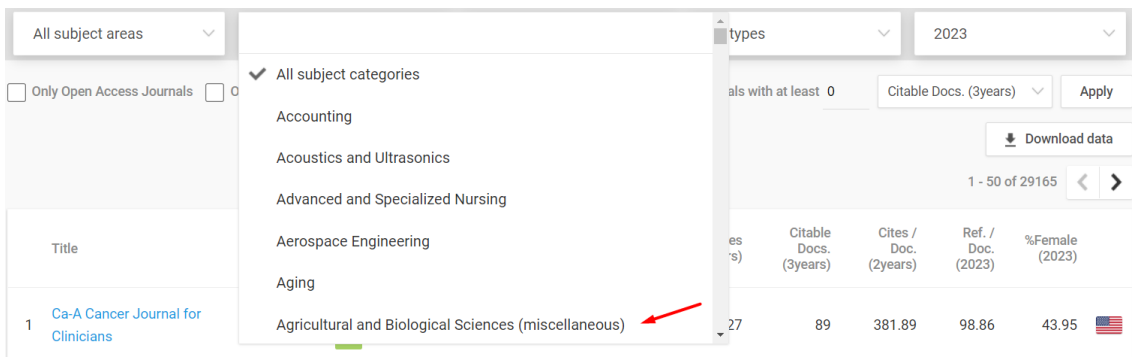 All subject areas
types
2023
All subject categories
Only Open Access Journals
O
als with at least 0
Citable Docs. (3years)
Apply
Accounting
Acoustics and Ultrasonics
Download data
Advanced and Specialized Nursing
1 - 50 of 29165
Aerospace Engineering
Aging
Agricultural and Biological Sciences (miscellaneous)
Title
es
rs)
Citable
Docs.
(3years)
Cites /
Doc.
(2years)
Ref. /
Doc.
(2023)
%Female
(2023)
1
Ca-A Cancer Journal for
Clinicians
27
89
381.89
98.86
43.95